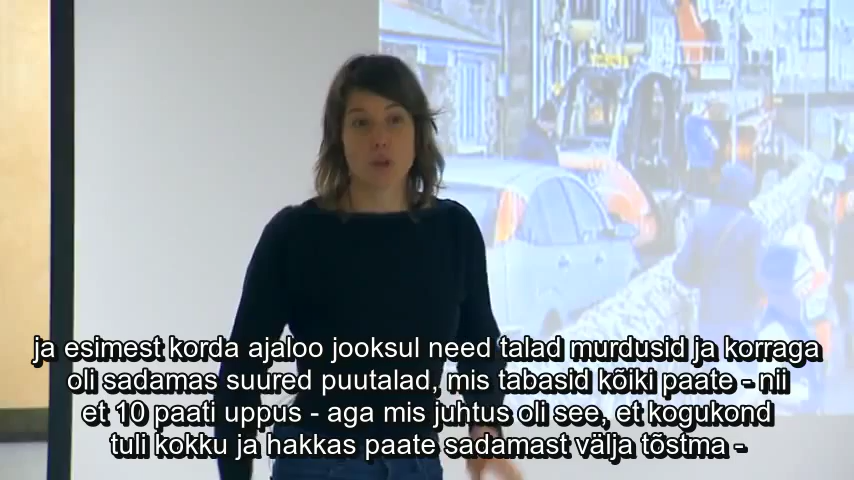 ja esimest korda ajaloo jooksul need talad murdusid ja korraga
oli sadamas suured puutalad, mis tabasid kõiki paate - nii
et 10 paati uppus - aga mis juhtus oli see, et kogukond
tuli kokku ja hakkas paate sadamast välja tõstma -